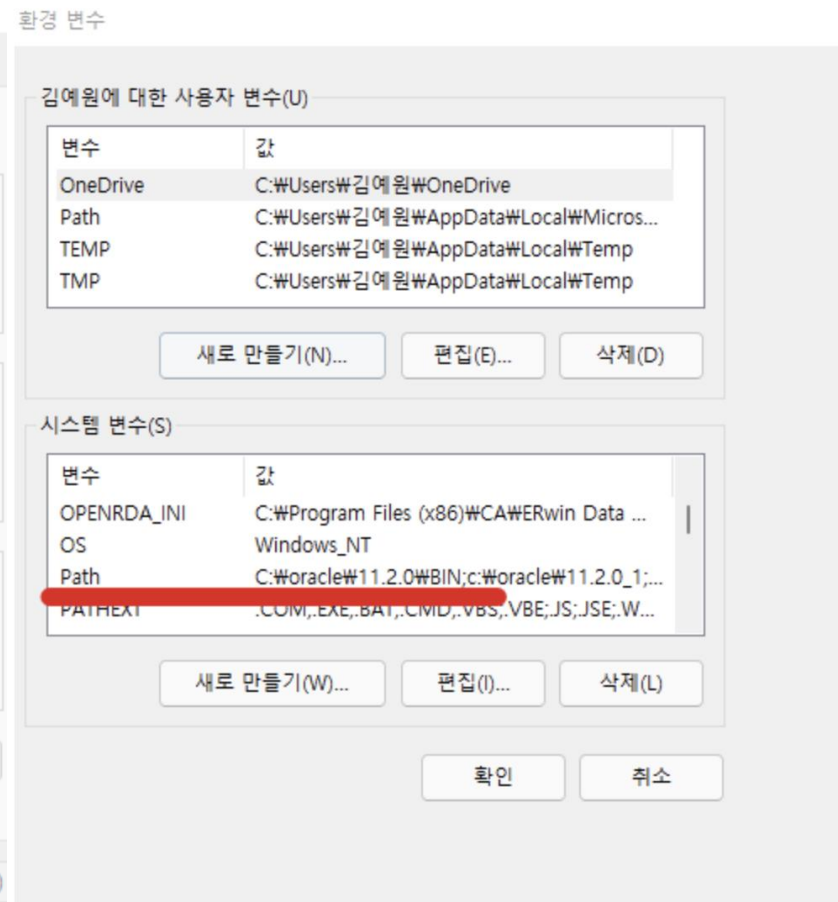 환경 변수
김예원에 대한 사용자 변수(U)
변수 값
OneDrive C:₩Users₩김예원₩OneDrive
Path C:₩Users₩김예원₩AppData₩Local₩Micros...
TEMP C:₩Users₩김예원₩AppData₩Local₩Temp
TMP C:₩Users₩김예원₩AppData₩Local₩Temp
새로 만들기(N)... 편집(E)... 삭제(D)
시스템 변수(S)
변수 값
OPENRDA_INI C:₩Program Files (x86)₩CA₩ERwin Data ...
OS Windows_NT
Path C:₩oracle₩11.2.0₩BIN;c:₩oracle₩11.2.0_1;...
PATHEXT .COM;.EXE;.BAT;.CMD;.VBS;.VBE;.JS;.JSE;.W...
새로 만들기(W)... 편집(I)... 삭제(L)
확인 취소